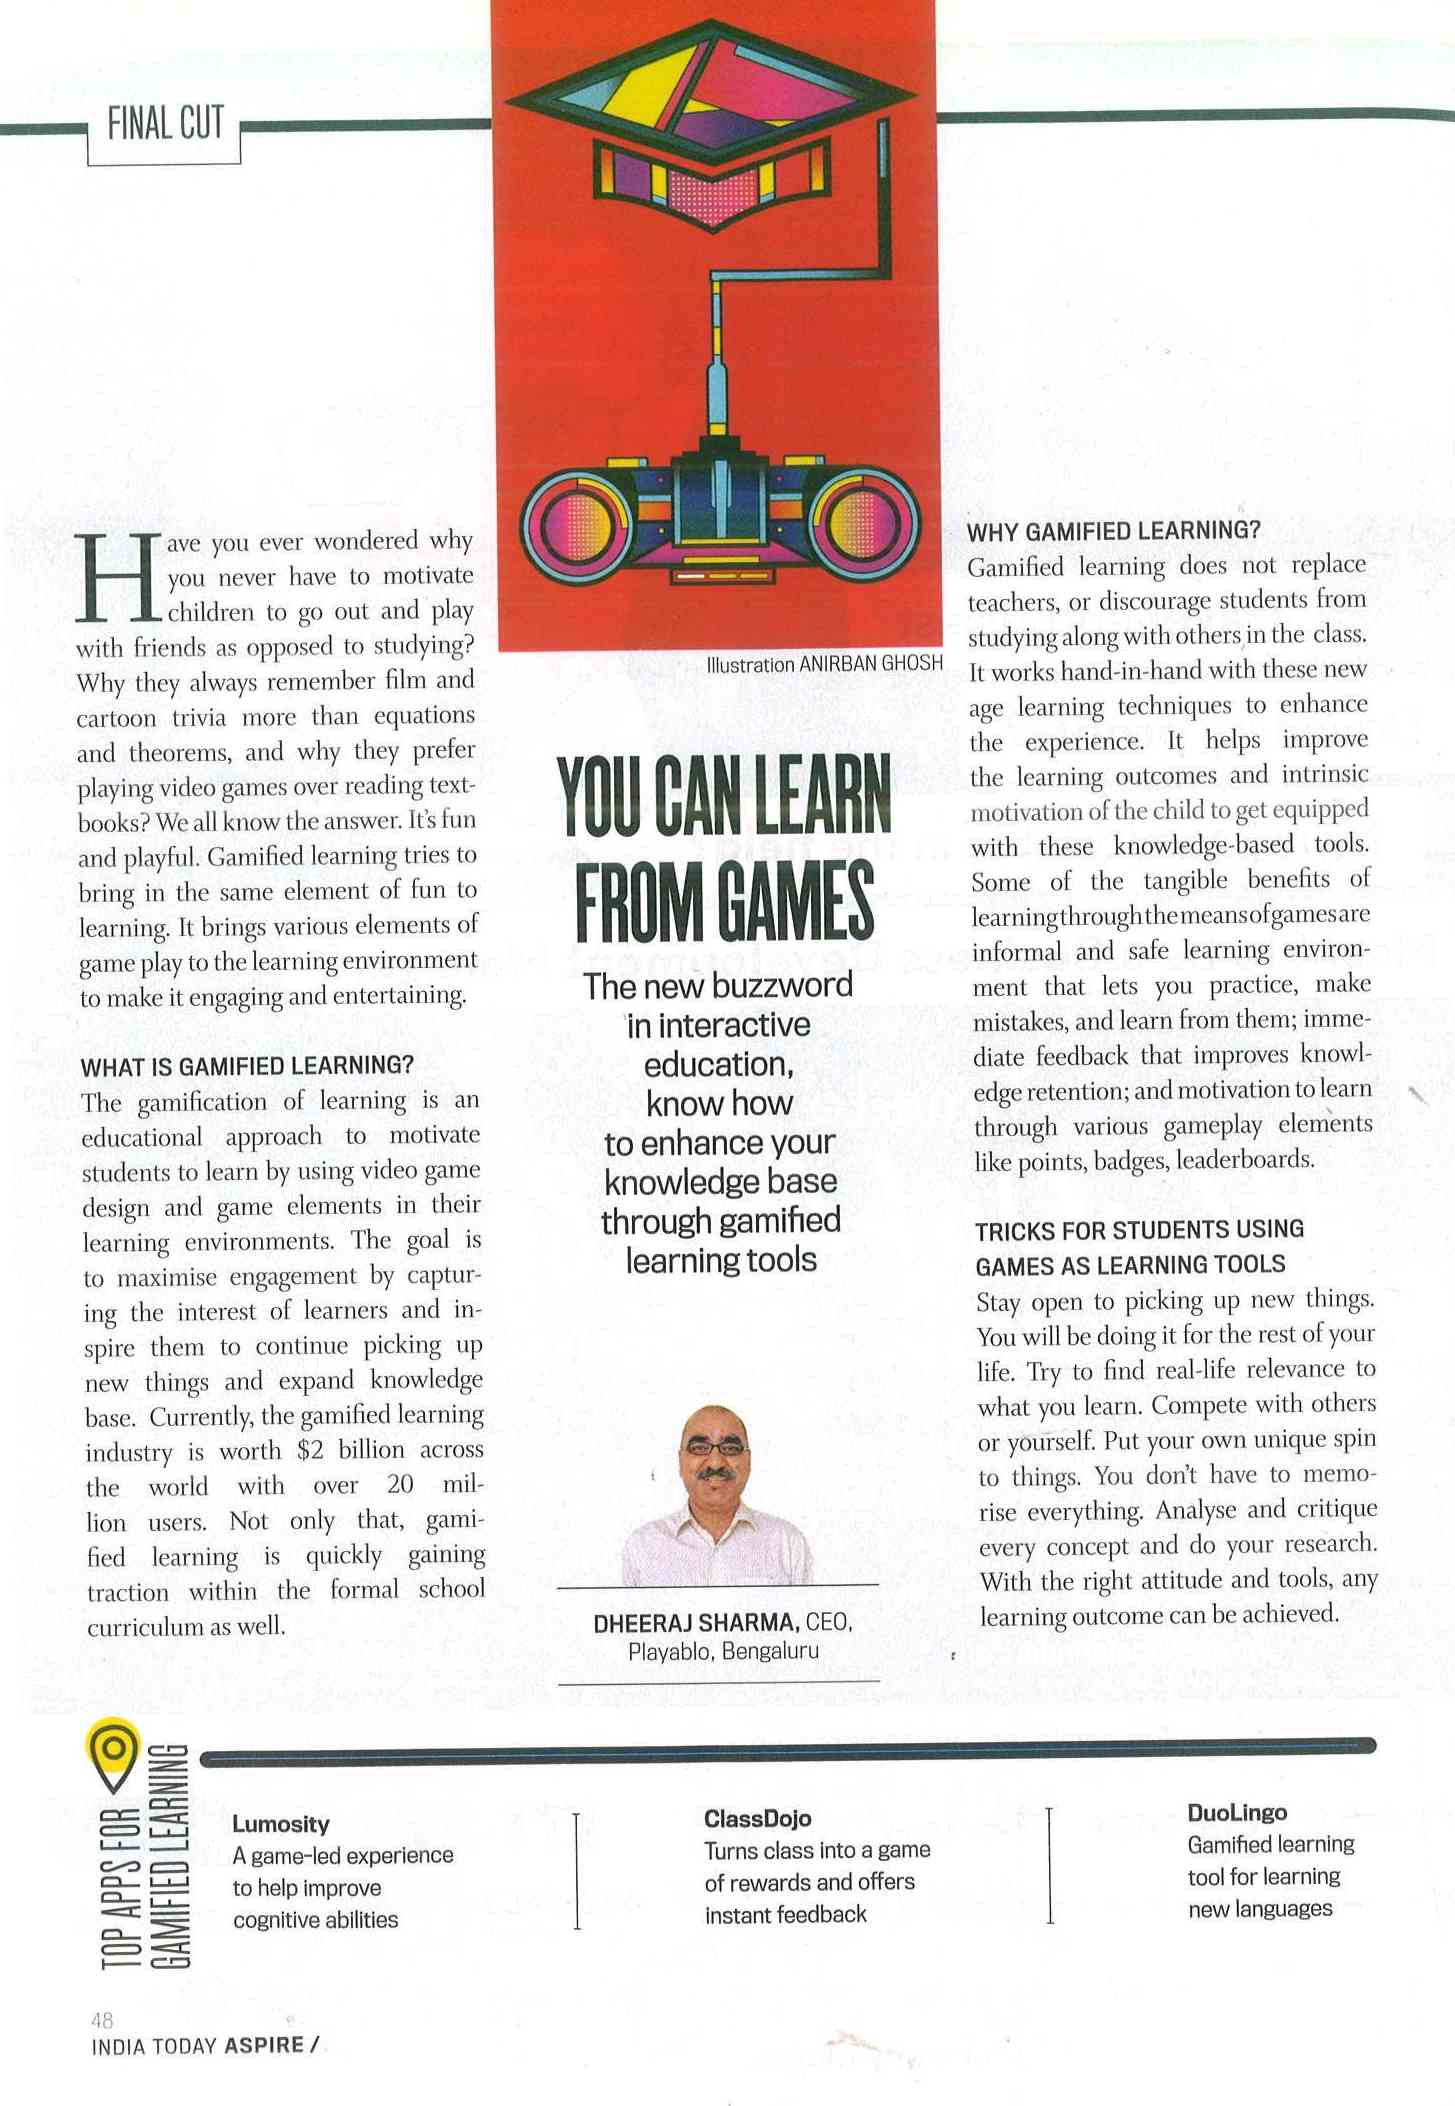 FINAL CUT
Illustration ANIRBAN GHOSH
YOU CAN LEARN
FROM GAMES
The new buzzword
in interactive
education,
know how
to enhance your
knowledge base
through gamified
learning tools
DHEERAJ SHARMA, CEO,
Playablo, Bengaluru
Have you ever wondered why
you never have to motivate
children to go out and play
with friends as opposed to studying?
Why they always remember film and
cartoon trivia more than equations
and theorems, and why they prefer
playing video games over reading text-
books? We all know the answer. It's fun
and playful. Gamified learning tries to
bring in the same element of fun to
learning. It brings various elements of
game play to the learning environment
to make it engaging and entertaining.
WHAT IS GAMIFIED LEARNING?
The gamification of learning is an
educational approach to motivate
students to learn by using video game
design and game elements in their
learning environments. The goal is
to maximise engagement by captur-
ing the interest of learners and in-
spire them to continue picking up
new things and expand knowledge
base. Currently, the gamified learning
industry is worth $2 billion across
the world with over 20 mil-
lion users. Not only that, gami-
fied learning is quickly gaining
traction within the formal school
curriculum as well.
WHY GAMIFIED LEARNING?
Gamified learning does not replace
teachers, or discourage students from
studying along with others in the class.
It works hand-in-hand with these new
age learning techniques to enhance
the experience. It helps improve
the learning outcomes and intrinsic
motivation of the child to get equipped
with these knowledge-based tools.
Some of the tangible benefits of
learning through the means of games are
informal and safe learning environ-
ment that lets you practice, make
mistakes, and learn from them; imme-
diate feedback that improves knowl-
edge retention; and motivation to learn
through various gameplay elements
like points, badges, leaderboards.
TRICKS FOR STUDENTS USING
GAMES AS LEARNING TOOLS
Stay open to picking up new things.
You will be doing it for the rest of your
life. Try to find real-life relevance to
what you learn. Compete with others
or yourself. Put your own unique spin
to things. You don't have to memo-
rise everything. Analyse and critique
every concept and do your research.
With the right attitude and tools, any
learning outcome can be achieved.
TOP APPS FOR
GAMIFIED LEARNING
Lumosity
A game-led experience
to help improve
cognitive abilities
ClassDojo
Turns class into a game
of rewards and offers
instant feedback
DuoLingo
Gamified learning
tool for learning
new languages
48
INDIA TODAY ASPIRE /